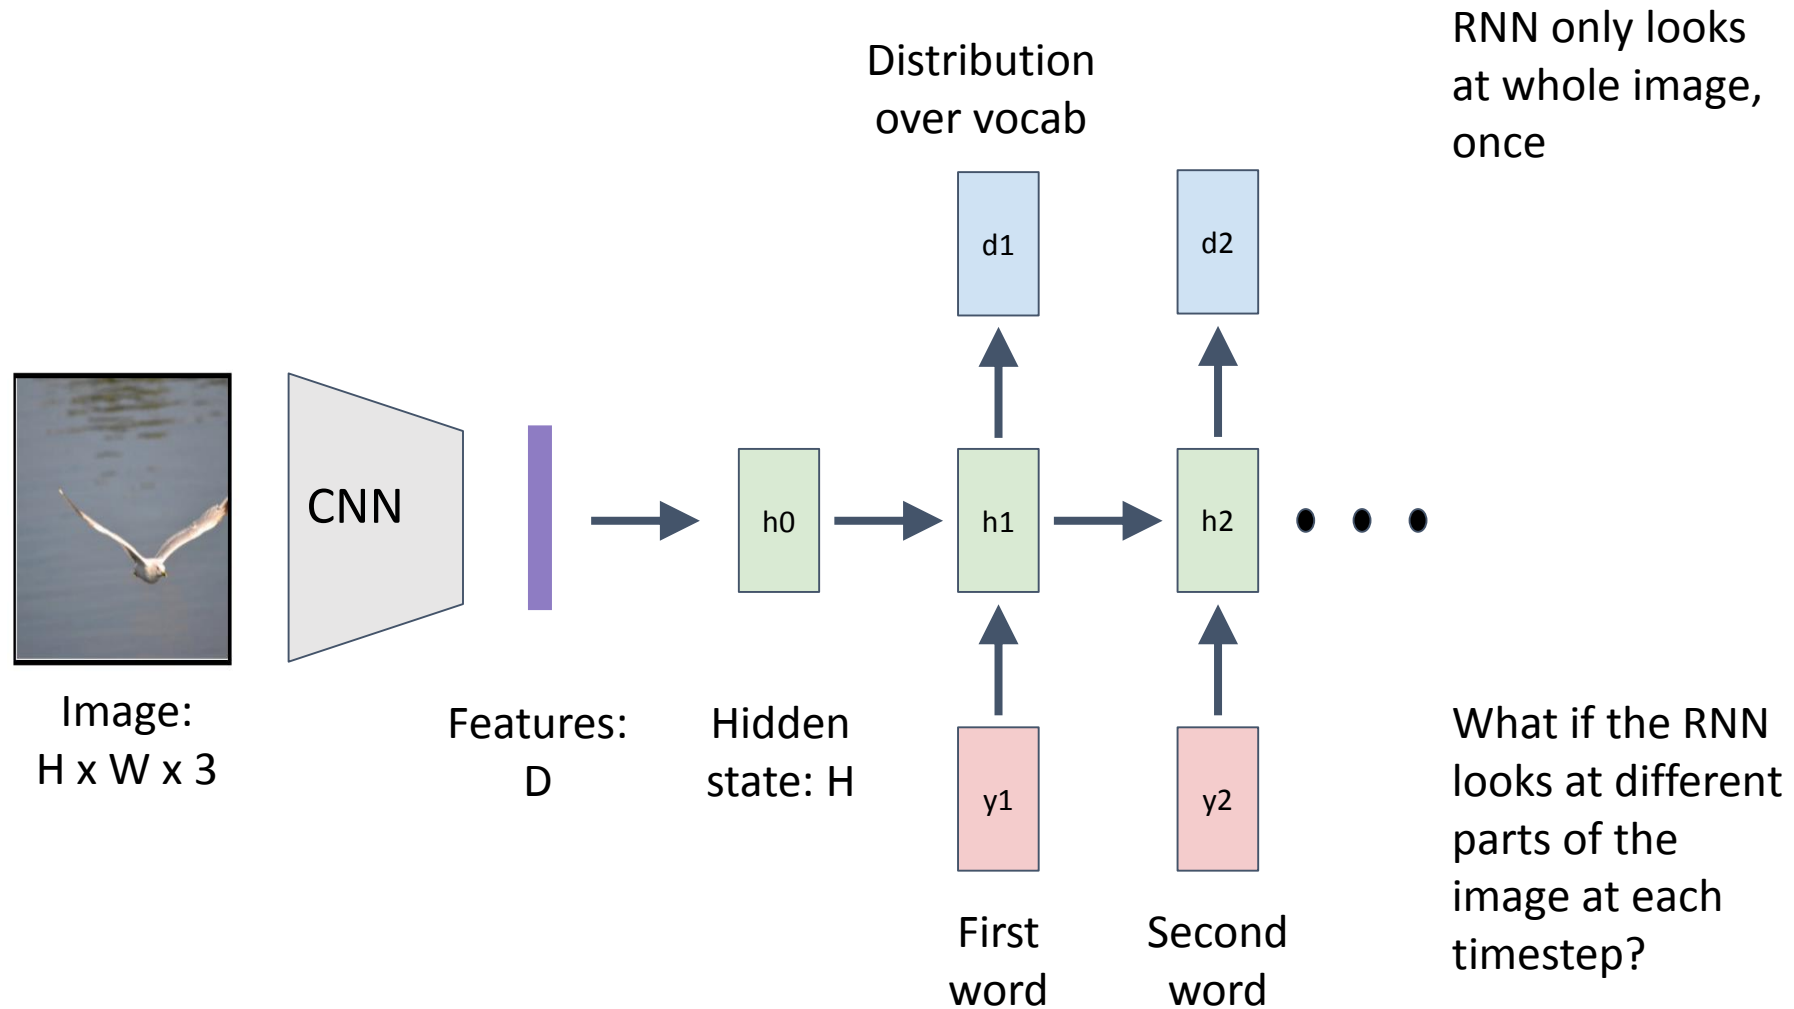 RNN only looks
at whole image,
once
Distribution
over vocab
d1
d2
CNN
h0
h1
h2
Image:
H x W x 3
Features:
D
Hidden
state: H
y1
y2
First
word
Second
word
What if the RNN
looks at different
parts of the
image at each
timestep?